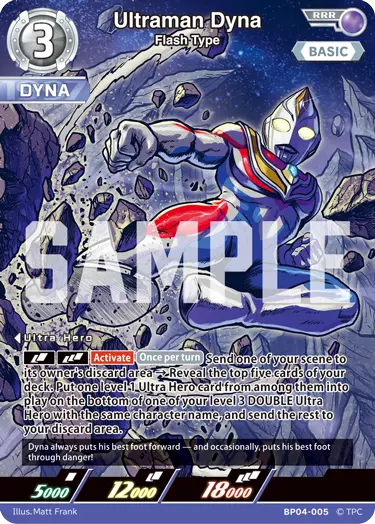 3
Ultraman Dyna
Flash Type
RRR
BASIC
DYNA
SAMPLE
Ultra Hero
Activate Once per turn Send one of your scene to
its owner's discard area → Reveal the top five cards of your
deck. Put one level 1 Ultra Hero card from among them into
play on the bottom of one of your level 3 DOUBLE Ultra
Hero with the same character name, and send the rest to
your discard area.
Dyna always puts his best foot forward — and occasionally, puts his best foot
through danger!
5000 12000 18000
Illus.Matt Frank BP04-005 © TPC